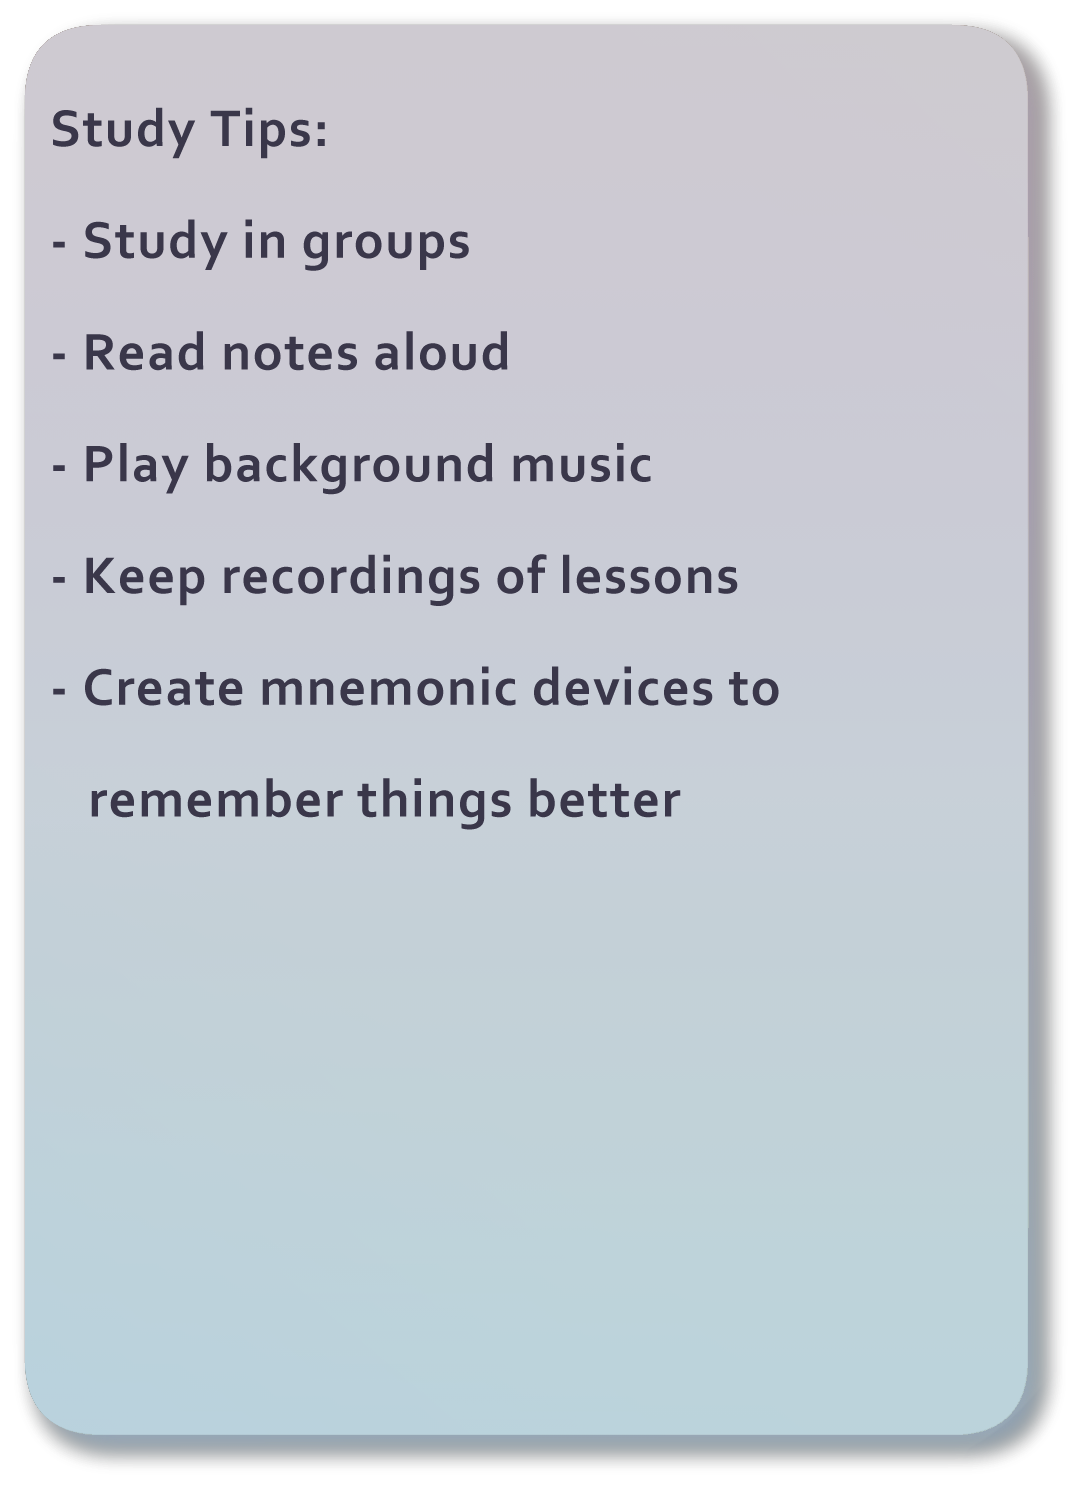 Study Tips:
- Study in groups
- Read notes aloud
- Play background music
- Keep recordings of lessons
- Create mnemonic devices to
remember things better